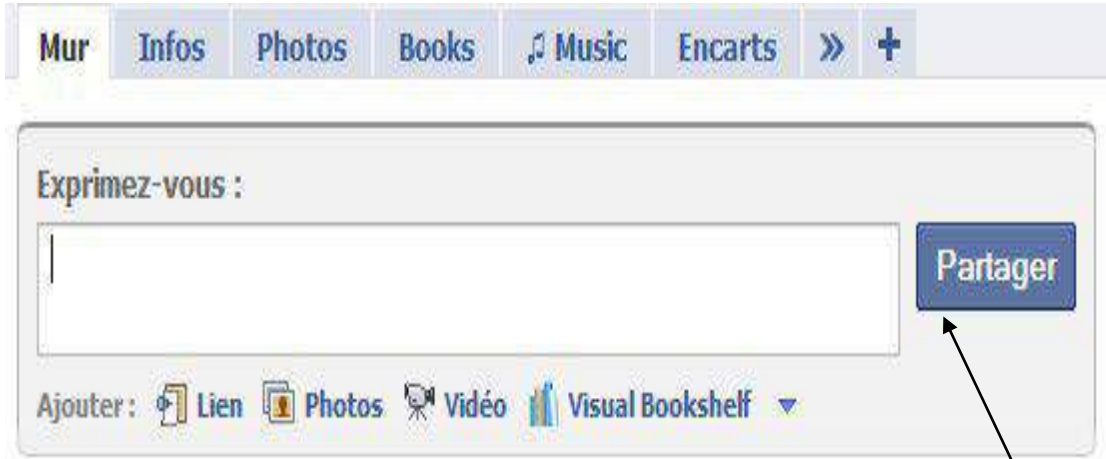 Mur Infos Photos Books ♫ Music Encarts » +
Exprimez-vous :
Partager
Ajouter : Lien Photos Vidéo Visual Bookshelf